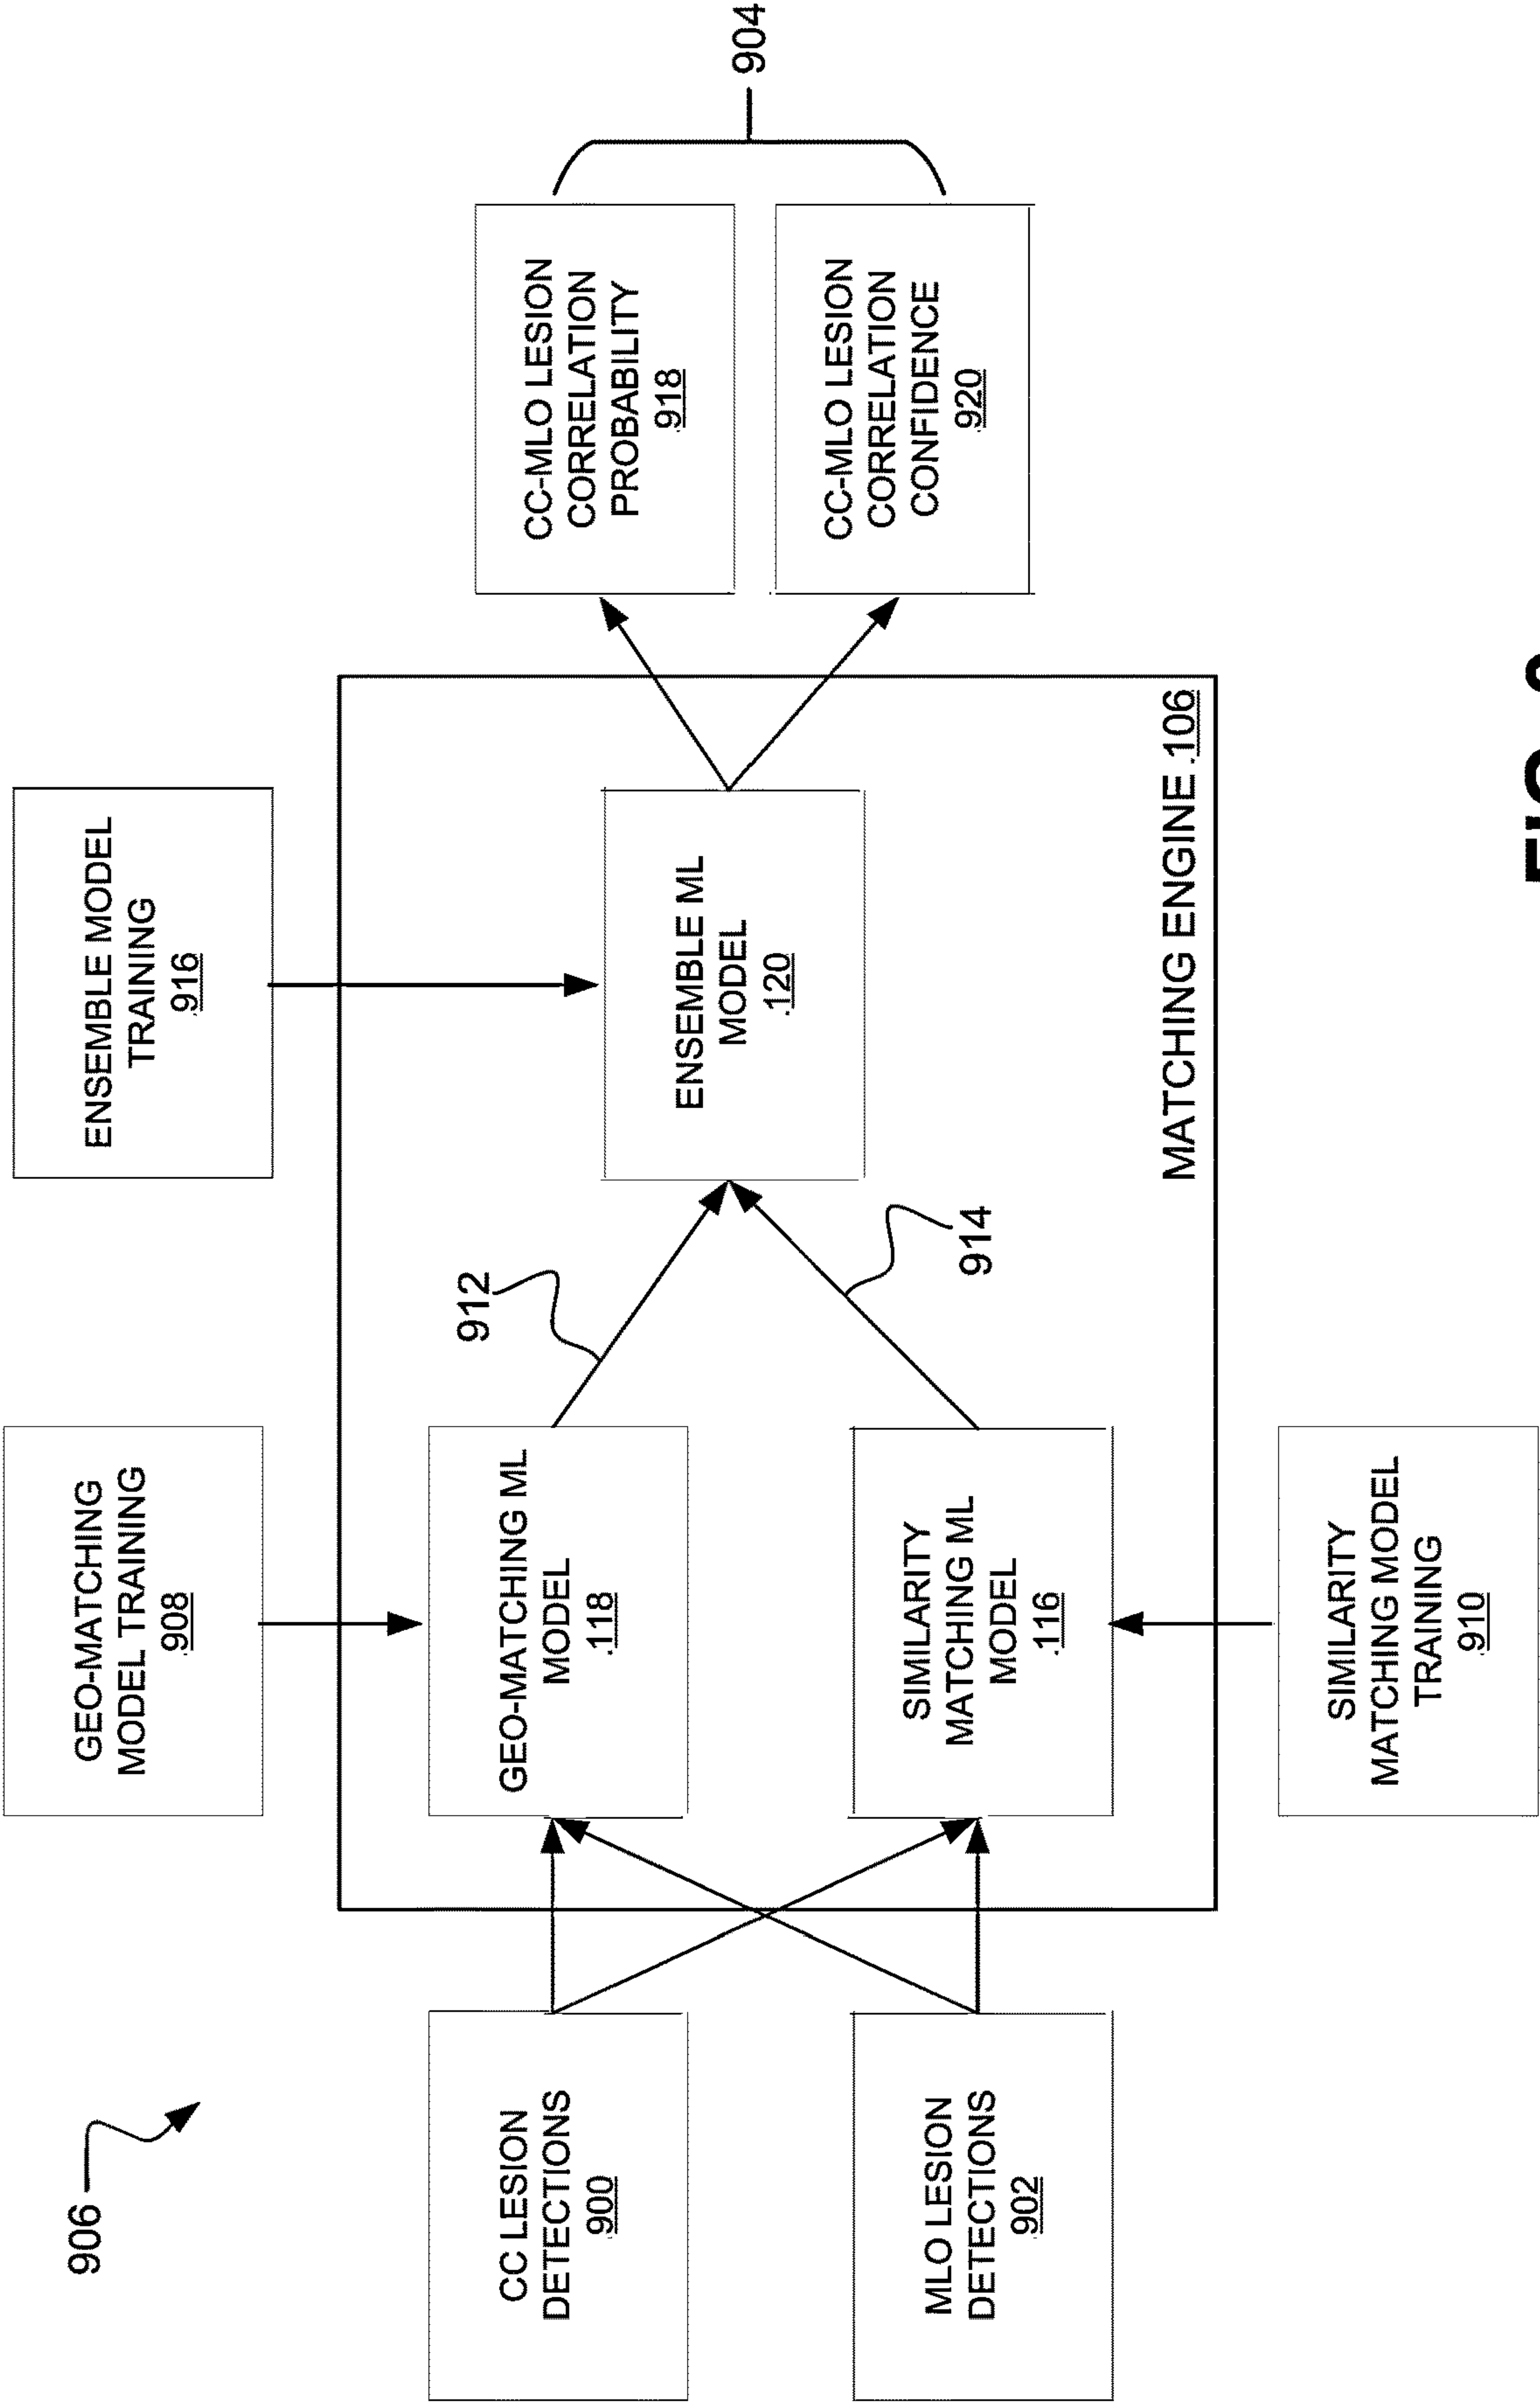 906
CC LESION
DETECTIONS
900
MLO LESION
DETECTIONS
902
GEO-MATCHING
MODEL TRAINING
908
GEO-MATCHING ML
MODEL
118
SIMILARITY
MATCHING ML
MODEL
116
SIMILARITY
MATCHING MODEL
TRAINING
910
912
914
ENSEMBLE MODEL
TRAINING
916
ENSEMBLE ML
MODEL
120
MATCHING ENGINE 106
CC-MLO LESION
CORRELATION
PROBABILITY
918
CC-MLO LESION
CORRELATION
CONFIDENCE
920
904
FIG.